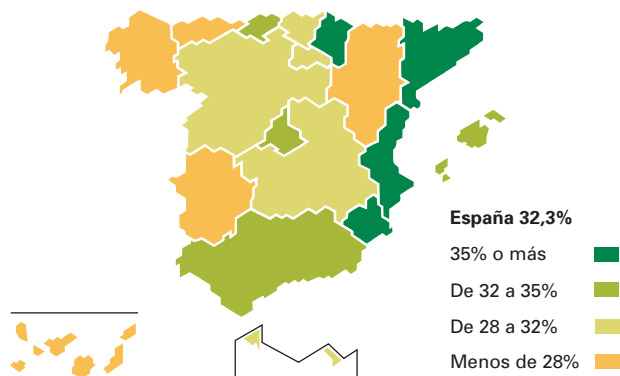 España 32,3%
35% o más
De 32 a 35%
De 28 a 32%
Menos de 28%